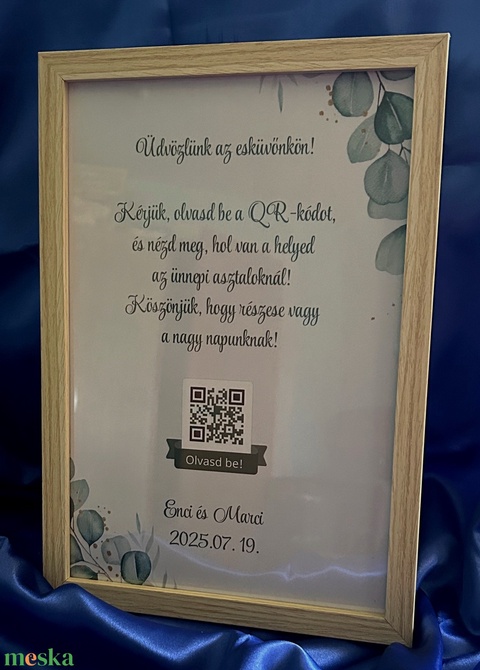 Üdvözlünk az esküvőnkön!
Kérjük, olvasd be a QR-kódot,
és nézd meg, hol van a helyed
az ünnepi asztaloknál!
Köszönjük, hogy részese vagy
a nagy napunknak!
Olvasd be!
Enci és Marci
2025.07.19.
meska